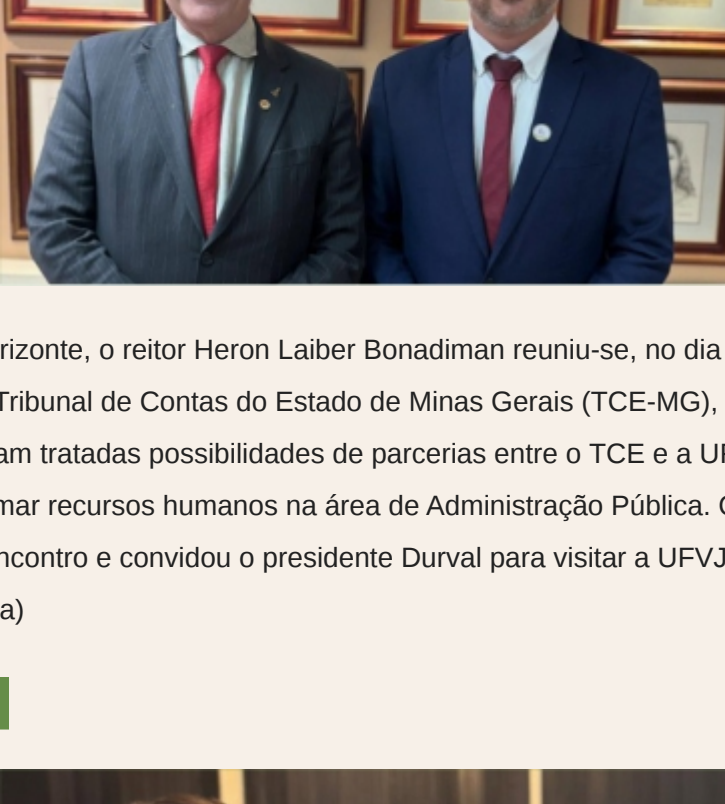 rizonte, o reitor Heron Laiber Bonadiman reuniu-se, no dia
Tribunal de Contas do Estado de Minas Gerais (TCE-MG),
am tratadas possibilidades de parcerias entre o TCE e a UF
mar recursos humanos na área de Administração Pública.
ncontro e convidou o presidente Durval para visitar a UFVJ
a)